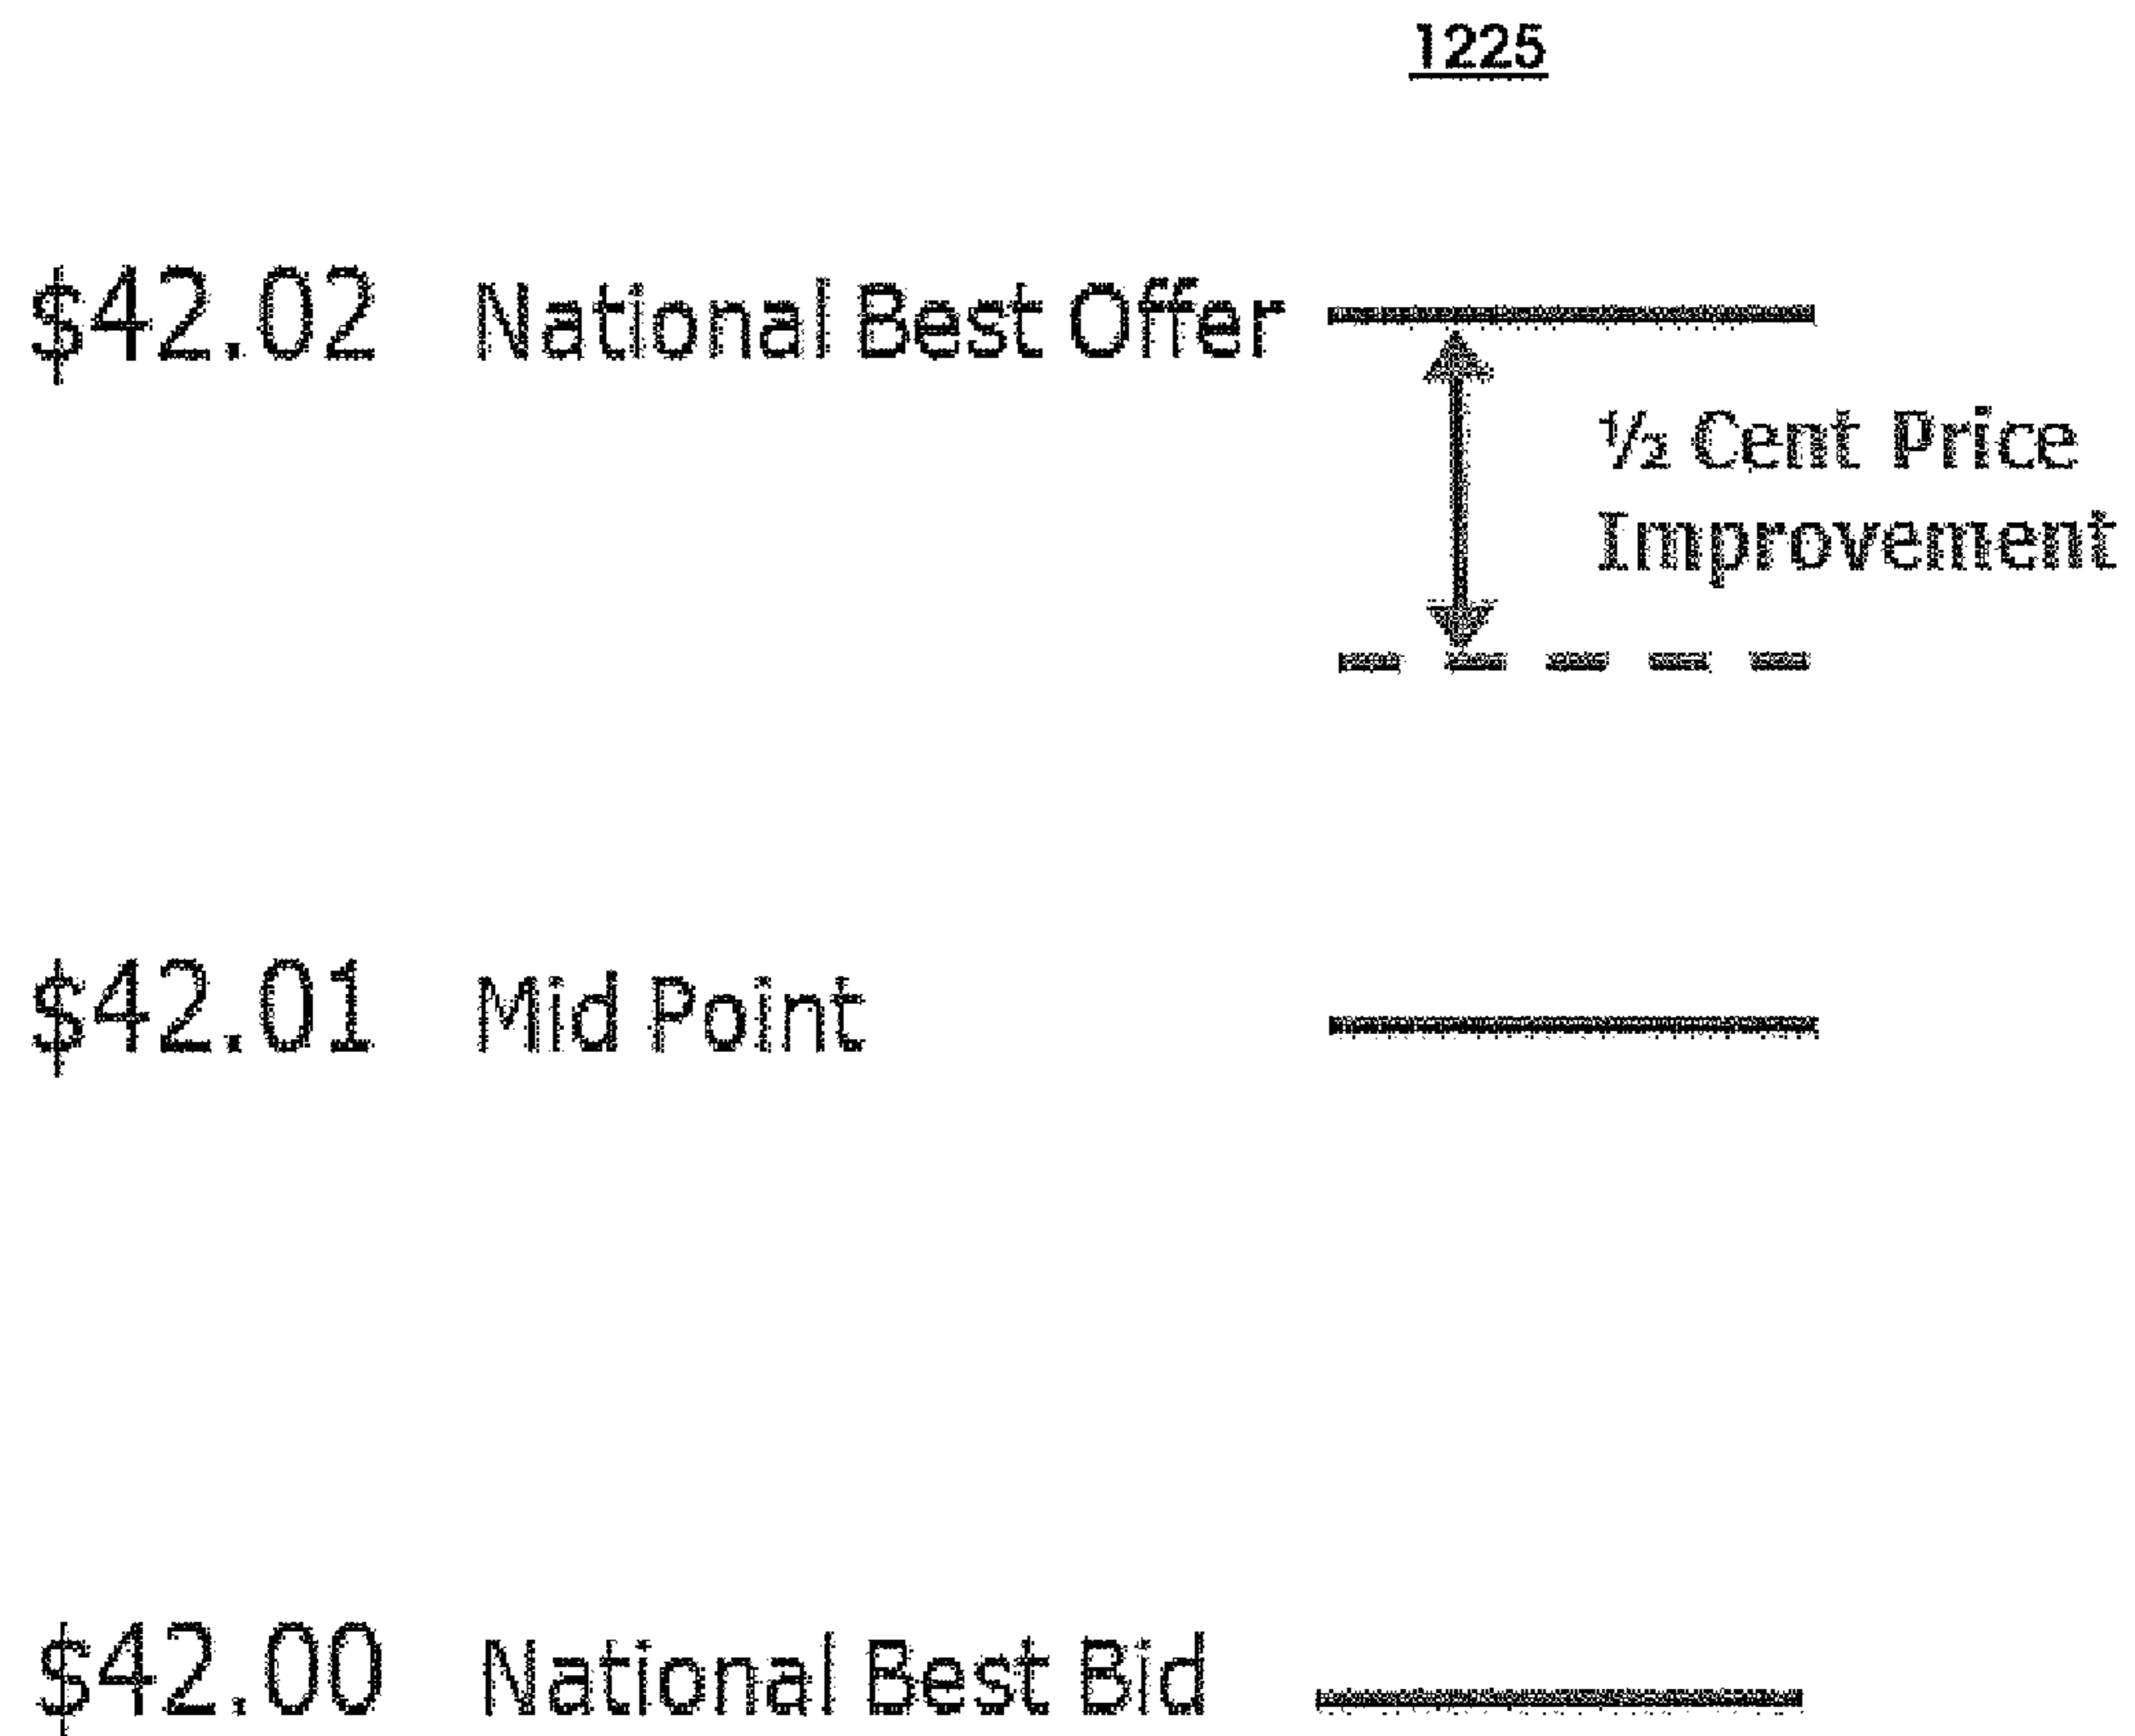 1225
$42.02 National Best Offer
½ Cent Price
Improvement
$42.01 Mid Point
$42.00 National Best Bid